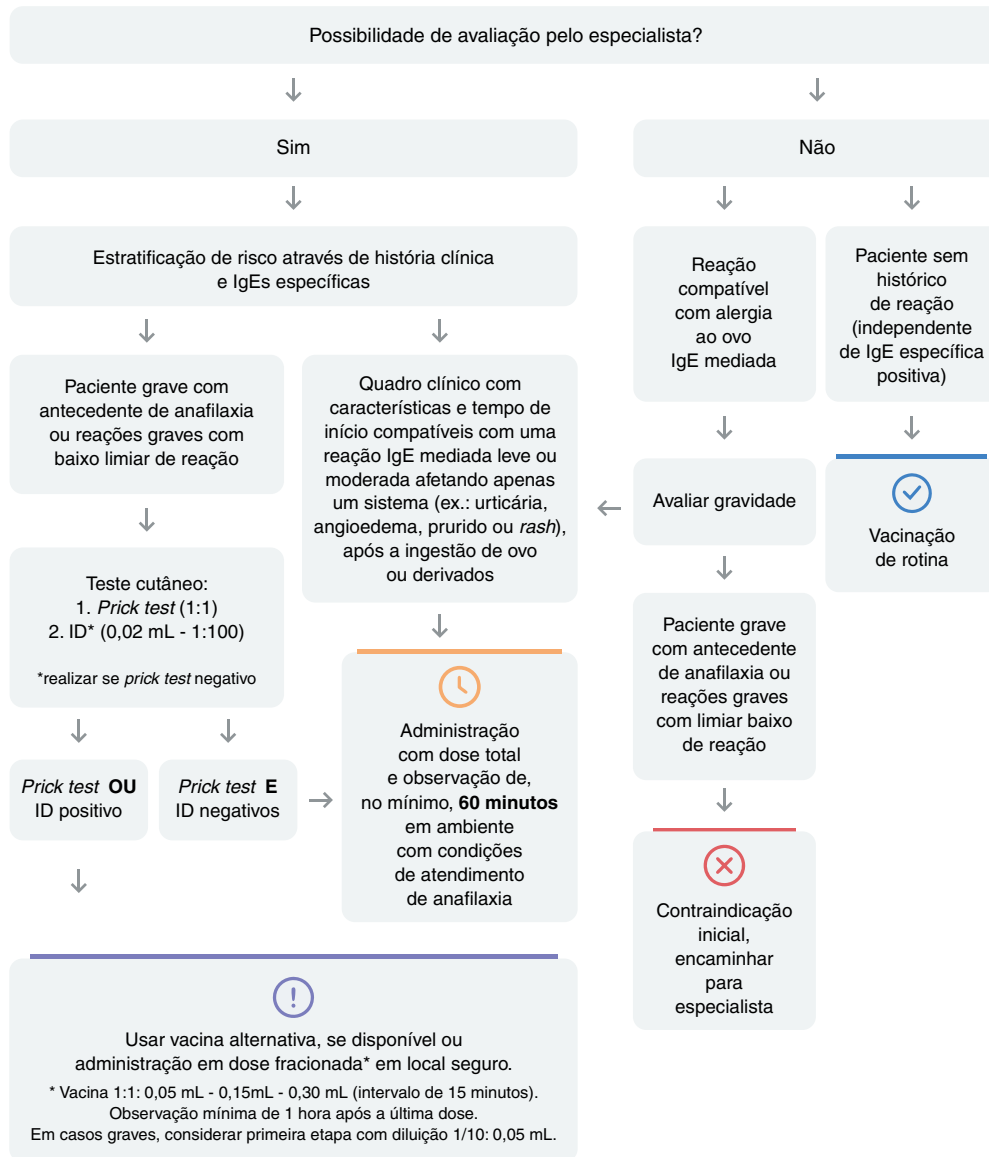 Possibilidade de avaliação pelo especialista?
Sim
Não
Estratificação de risco através de história clínica
e IgEs específicas
Paciente grave com
antecedente de anafilaxia
ou reações graves com
baixo limiar de reação
Quadro clínico com
características e tempo de
início compatíveis com uma
reação IgE mediada leve ou
moderada afetando apenas
um sistema (ex.: urticária,
angioedema, prurido ou rash),
após a ingestão de ovo
ou derivados
Reação
compatível
com alergia
ao ovo
IgE mediada
Paciente sem
histórico
de reação
(independente
de IgE específica
positiva)
Avaliar gravidade
Vacinação
de rotina
Teste cutâneo:
1. Prick test (1:1)
2. ID* (0,02 mL - 1:100)
*realizar se prick test negativo
Prick test OU
ID positivo
Prick test E
ID negativos
Administração
com dose total
e observação de,
no mínimo, 60 minutos
em ambiente
com condições
de atendimento
de anafilaxia
Paciente grave
com antecedente
de anafilaxia ou
reações graves
com limiar baixo
de reação
Contraindicação
inicial,
encaminhar
para
especialista
Usar vacina alternativa, se disponível ou
administração em dose fracionada* em local seguro.
* Vacina 1:1: 0,05 mL - 0,15mL - 0,30 mL (intervalo de 15 minutos).
Observação mínima de 1 hora após a última dose.
Em casos graves, considerar primeira etapa com diluição 1/10: 0,05 mL.